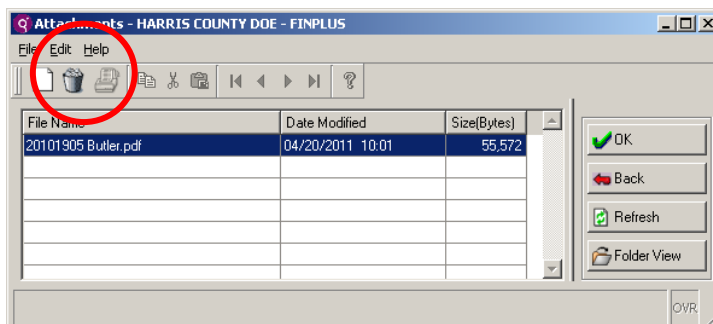 Attachments - HARRIS COUNTY DOE - FINPLUS
File Edit Help
File Name Date Modified Size(Bytes)
20101905 Butler.pdf 04/20/2011 10:01 55,572
OK
Back
Refresh
Folder View
OVR